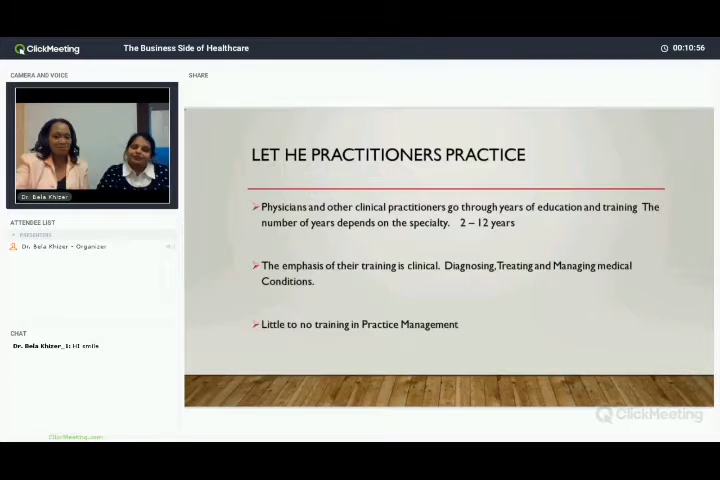 ClickMeeting
The Business Side of Healthcare
00:10:56
CAMERA AND VOICE
SHARE
Dr. Bela Khizer
ATTENDEE LIST
PRESENTERS
Dr. Bela Khizer - Organizer
CHAT
Dr. Bela Khizer_1: HI smile
ClickMeeting.com
LET HE PRACTITIONERS PRACTICE
Physicians and other clinical practitioners go through years of education and training The
number of years depends on the specialty. 2 – 12 years
The emphasis of their training is clinical. Diagnosing, Treating and Managing medical
Conditions.
Little to no training in Practice Management
ClickMeeting